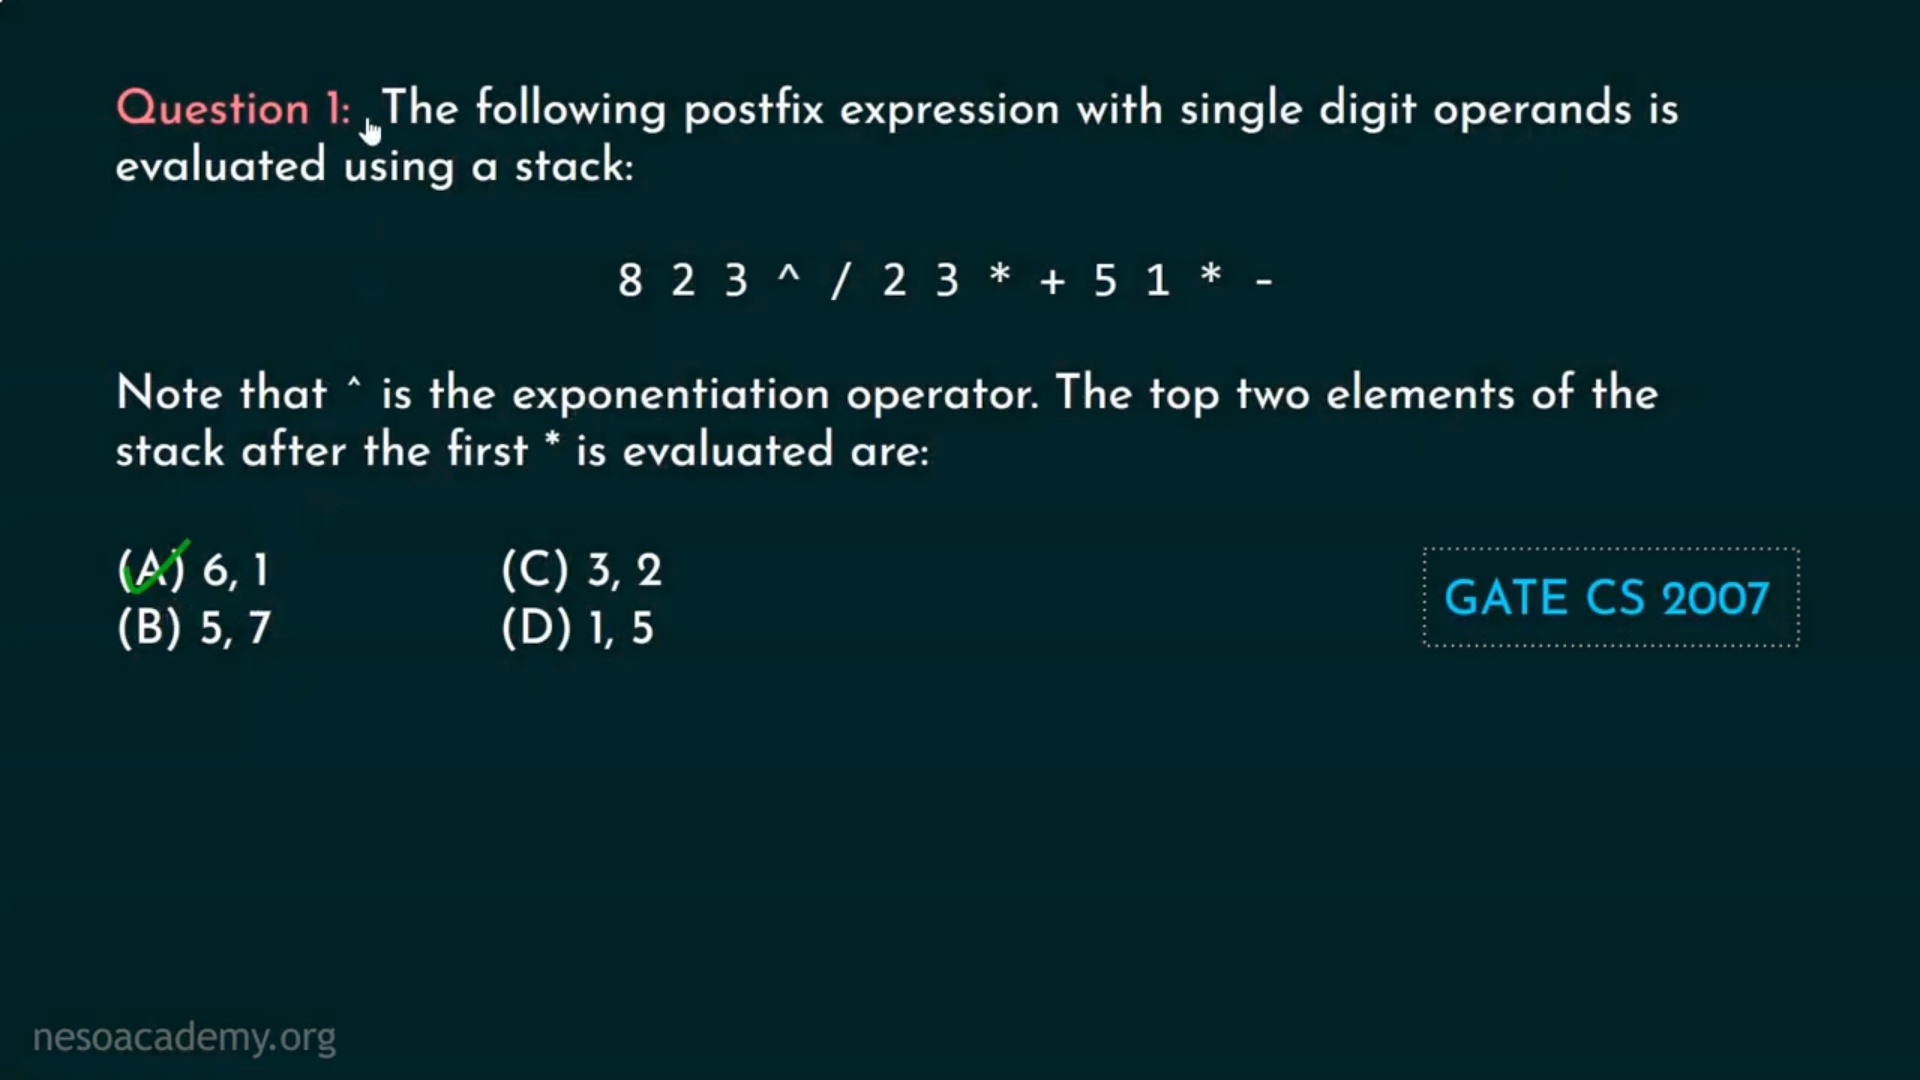 Question 1: The following postfix expression with single digit operands is
evaluated using a stack:
8 2 3 ^ / 2 3 * + 5 1 * -
Note that ^ is the exponentiation operator. The top two elements of the
stack after the first * is evaluated are:
(A) 6, 1
(B) 5, 7
(C) 3, 2
(D) 1, 5
GATE CS 2007
nesoacademy.org